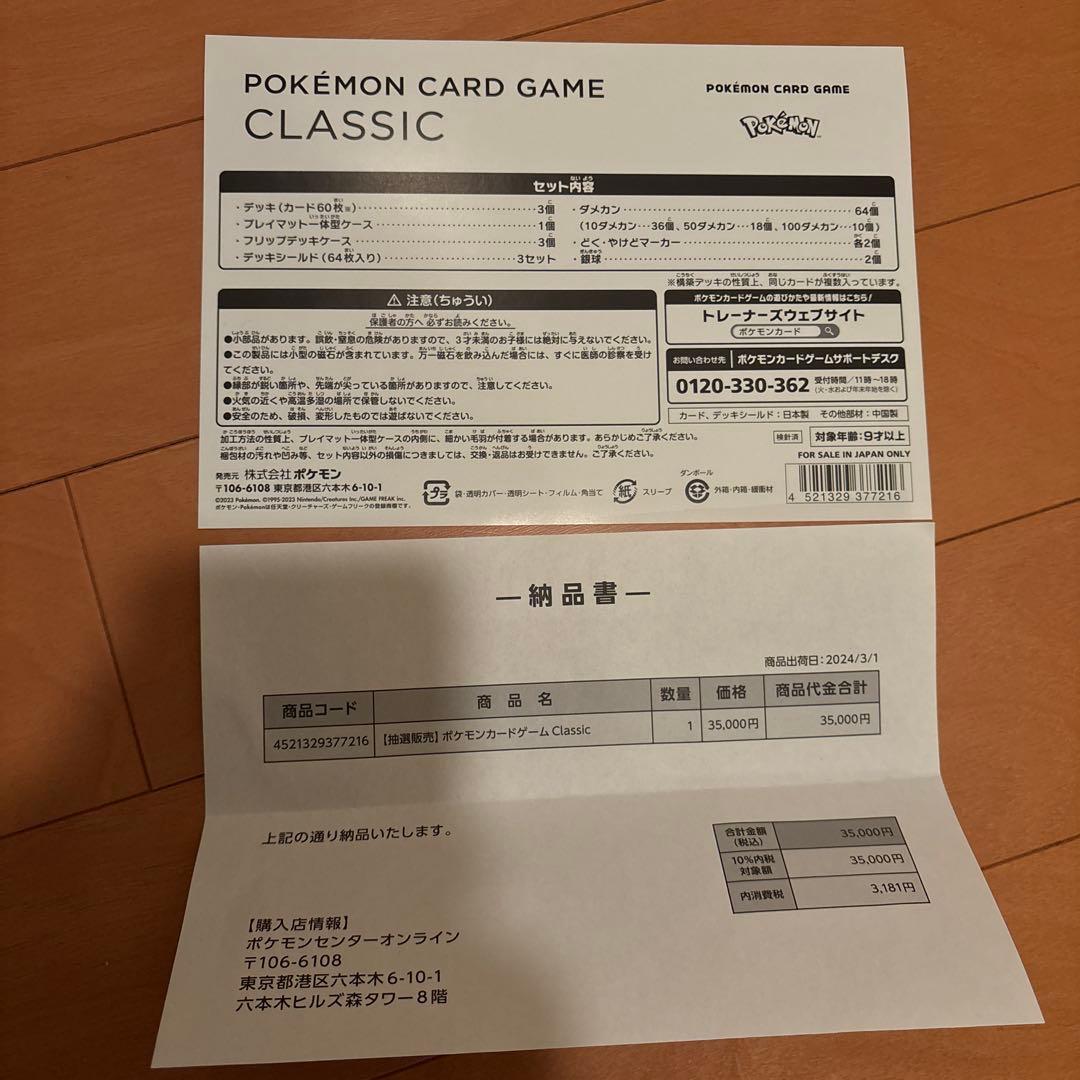 POKÉMON CARD GAME
CLASSIC
POKÉMON CARD GAME
POKéMON
セット内容
・デッキ(カード60枚※)………3個
・プレイマット一体型ケース………1個
・フリップデッキケース………3個
・デッキシールド(64枚入り)………3セット
・ダメカン………64個
(10ダメカン…36個、50ダメカン…18個、100ダメカン…10個)
・どく・やけどマーカー………各2個
・銀球………2個
※構築デッキの性質上、同じカードが複数入っています。
⚠ 注意(ちゅうい)
保護者の方へ 必ずお読みください。
●小部品があります。誤飲・窒息の危険がありますので、3才未満のお子様には絶対に与えないでください。
●この製品には小型の磁石が含まれています。万一磁石を飲み込んだ場合には、すぐに医師の診察を受け
てください。
●縁部が鋭い箇所や、先端が尖っている箇所がありますので、注意してください。
●火気の近くや高温多湿の場所で保管しないでください。
●安全のため、破損、変形したものでは遊ばないでください。
ポケモンカードゲームの遊びかたや最新情報はこちら!
トレーナーズウェブサイト
ポケモンカード
お問い合わせ先
ポケモンカードゲームサポートデスク
0120-330-362
受付時間/11時~18時
(火・水および年末年始を除く)
カード、デッキシールド:日本製 その他部材:中国製
加工方法の性質上、プレイマット一体型ケースの内側に、細かい毛羽が付着する場合があります。あらかじめご了承ください。
梱包材の汚れや凹み等、セット内容以外の損傷につきましては、交換・返品はお受けできません。ご了承ください。
検針済
対象年齢:9才以上
FOR SALE IN JAPAN ONLY
発売元 株式会社ポケモン
〒106-6108 東京都港区六本木6-10-1
©2023 Pokémon. ©1995-2023 Nintendo/Creatures Inc./GAME FREAK inc.
ポケモン・Pokémonは任天堂・クリーチャーズ・ゲームフリークの登録商標です。
プラ
袋・透明カバー・透明シート・フィルム・角当て
紙
スリーブ
ダンボール
外箱・内箱・緩衝材
4 521329 377216
―納品書―
商品出荷日:2024/3/1
商品コード 商品名 数量 価格 商品代金合計
4521329377216 【抽選販売】ポケモンカードゲーム Classic 1 35,000円 35,000円
上記の通り納品いたします。
合計金額(税込) 35,000円
10%内税対象額 35,000円
内消費税 3,181円
【購入店情報】
ポケモンセンターオンライン
〒106-6108
東京都港区六本木6-10-1
六本木ヒルズ森タワー8階